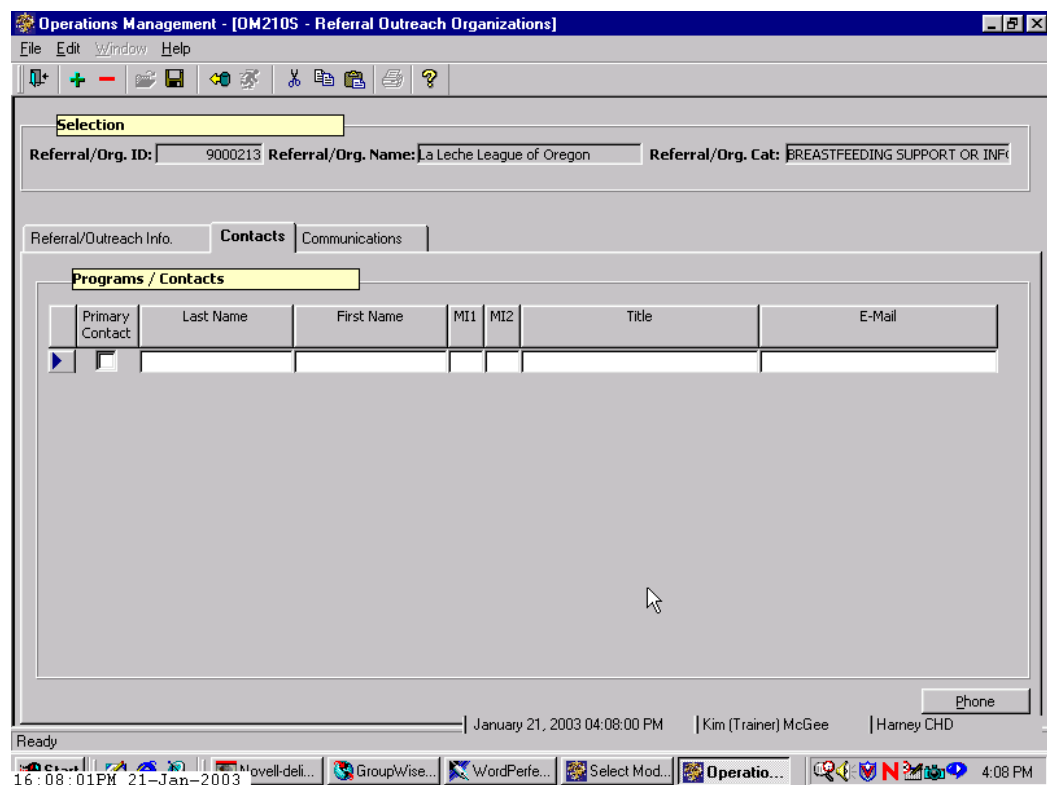 Operations Management - [OM210S - Referral Outreach Organizations]
File Edit Window Help
Selection
Referral/Org. ID: 9000213 Referral/Org. Name: La Leche League of Oregon Referral/Org. Cat: BREASTFEEDING SUPPORT OR INF
Referral/Outreach Info. Contacts Communications
Programs / Contacts
Primary Contact Last Name First Name MI1 MI2 Title E-Mail
Phone
January 21, 2003 04:08:00 PM Kim (Trainer) McGee Harney CHD
Ready
Start Novell-deli... GroupWise... WordPerfe... Select Mod... Operatio... 4:08 PM
16:08:01PM 21-Jan-2003